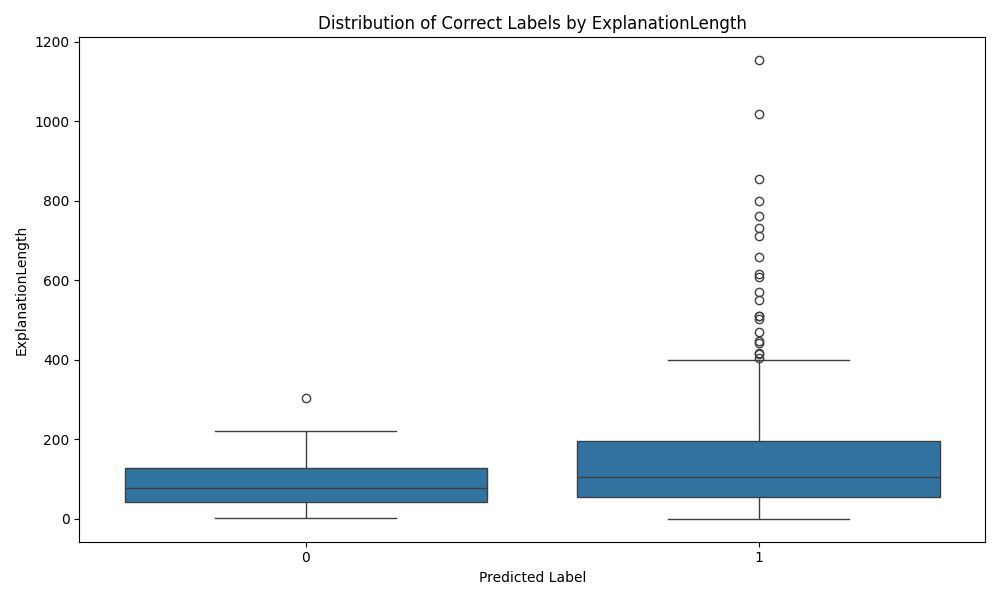 Distribution of Correct Labels by ExplanationLength
1200
1000
800
600
400
200
0
ExplanationLength
0 1
Predicted Label